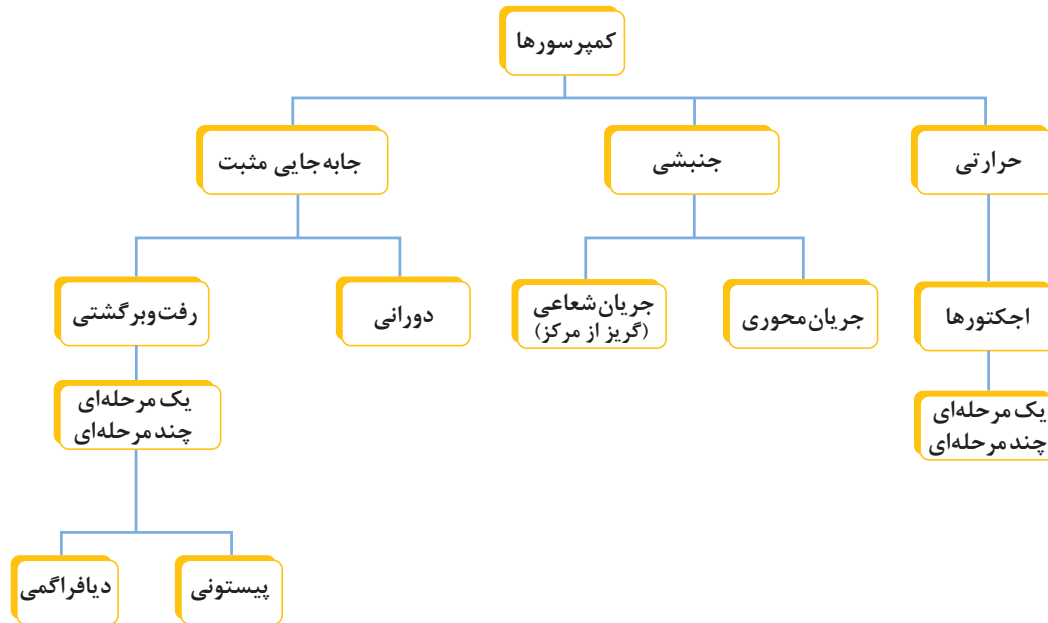 کمپرسورها
حرارتی
جنبشی
جابه‌جایی مثبت
اجکتورها
جریان محوری
جریان شعاعی
(گریز از مرکز)
دورانی
رفت‌وبرگشتی
یک مرحله‌ای
چندمرحله‌ای
یک مرحله‌ای
چندمرحله‌ای
پیستونی
دیافراگمی